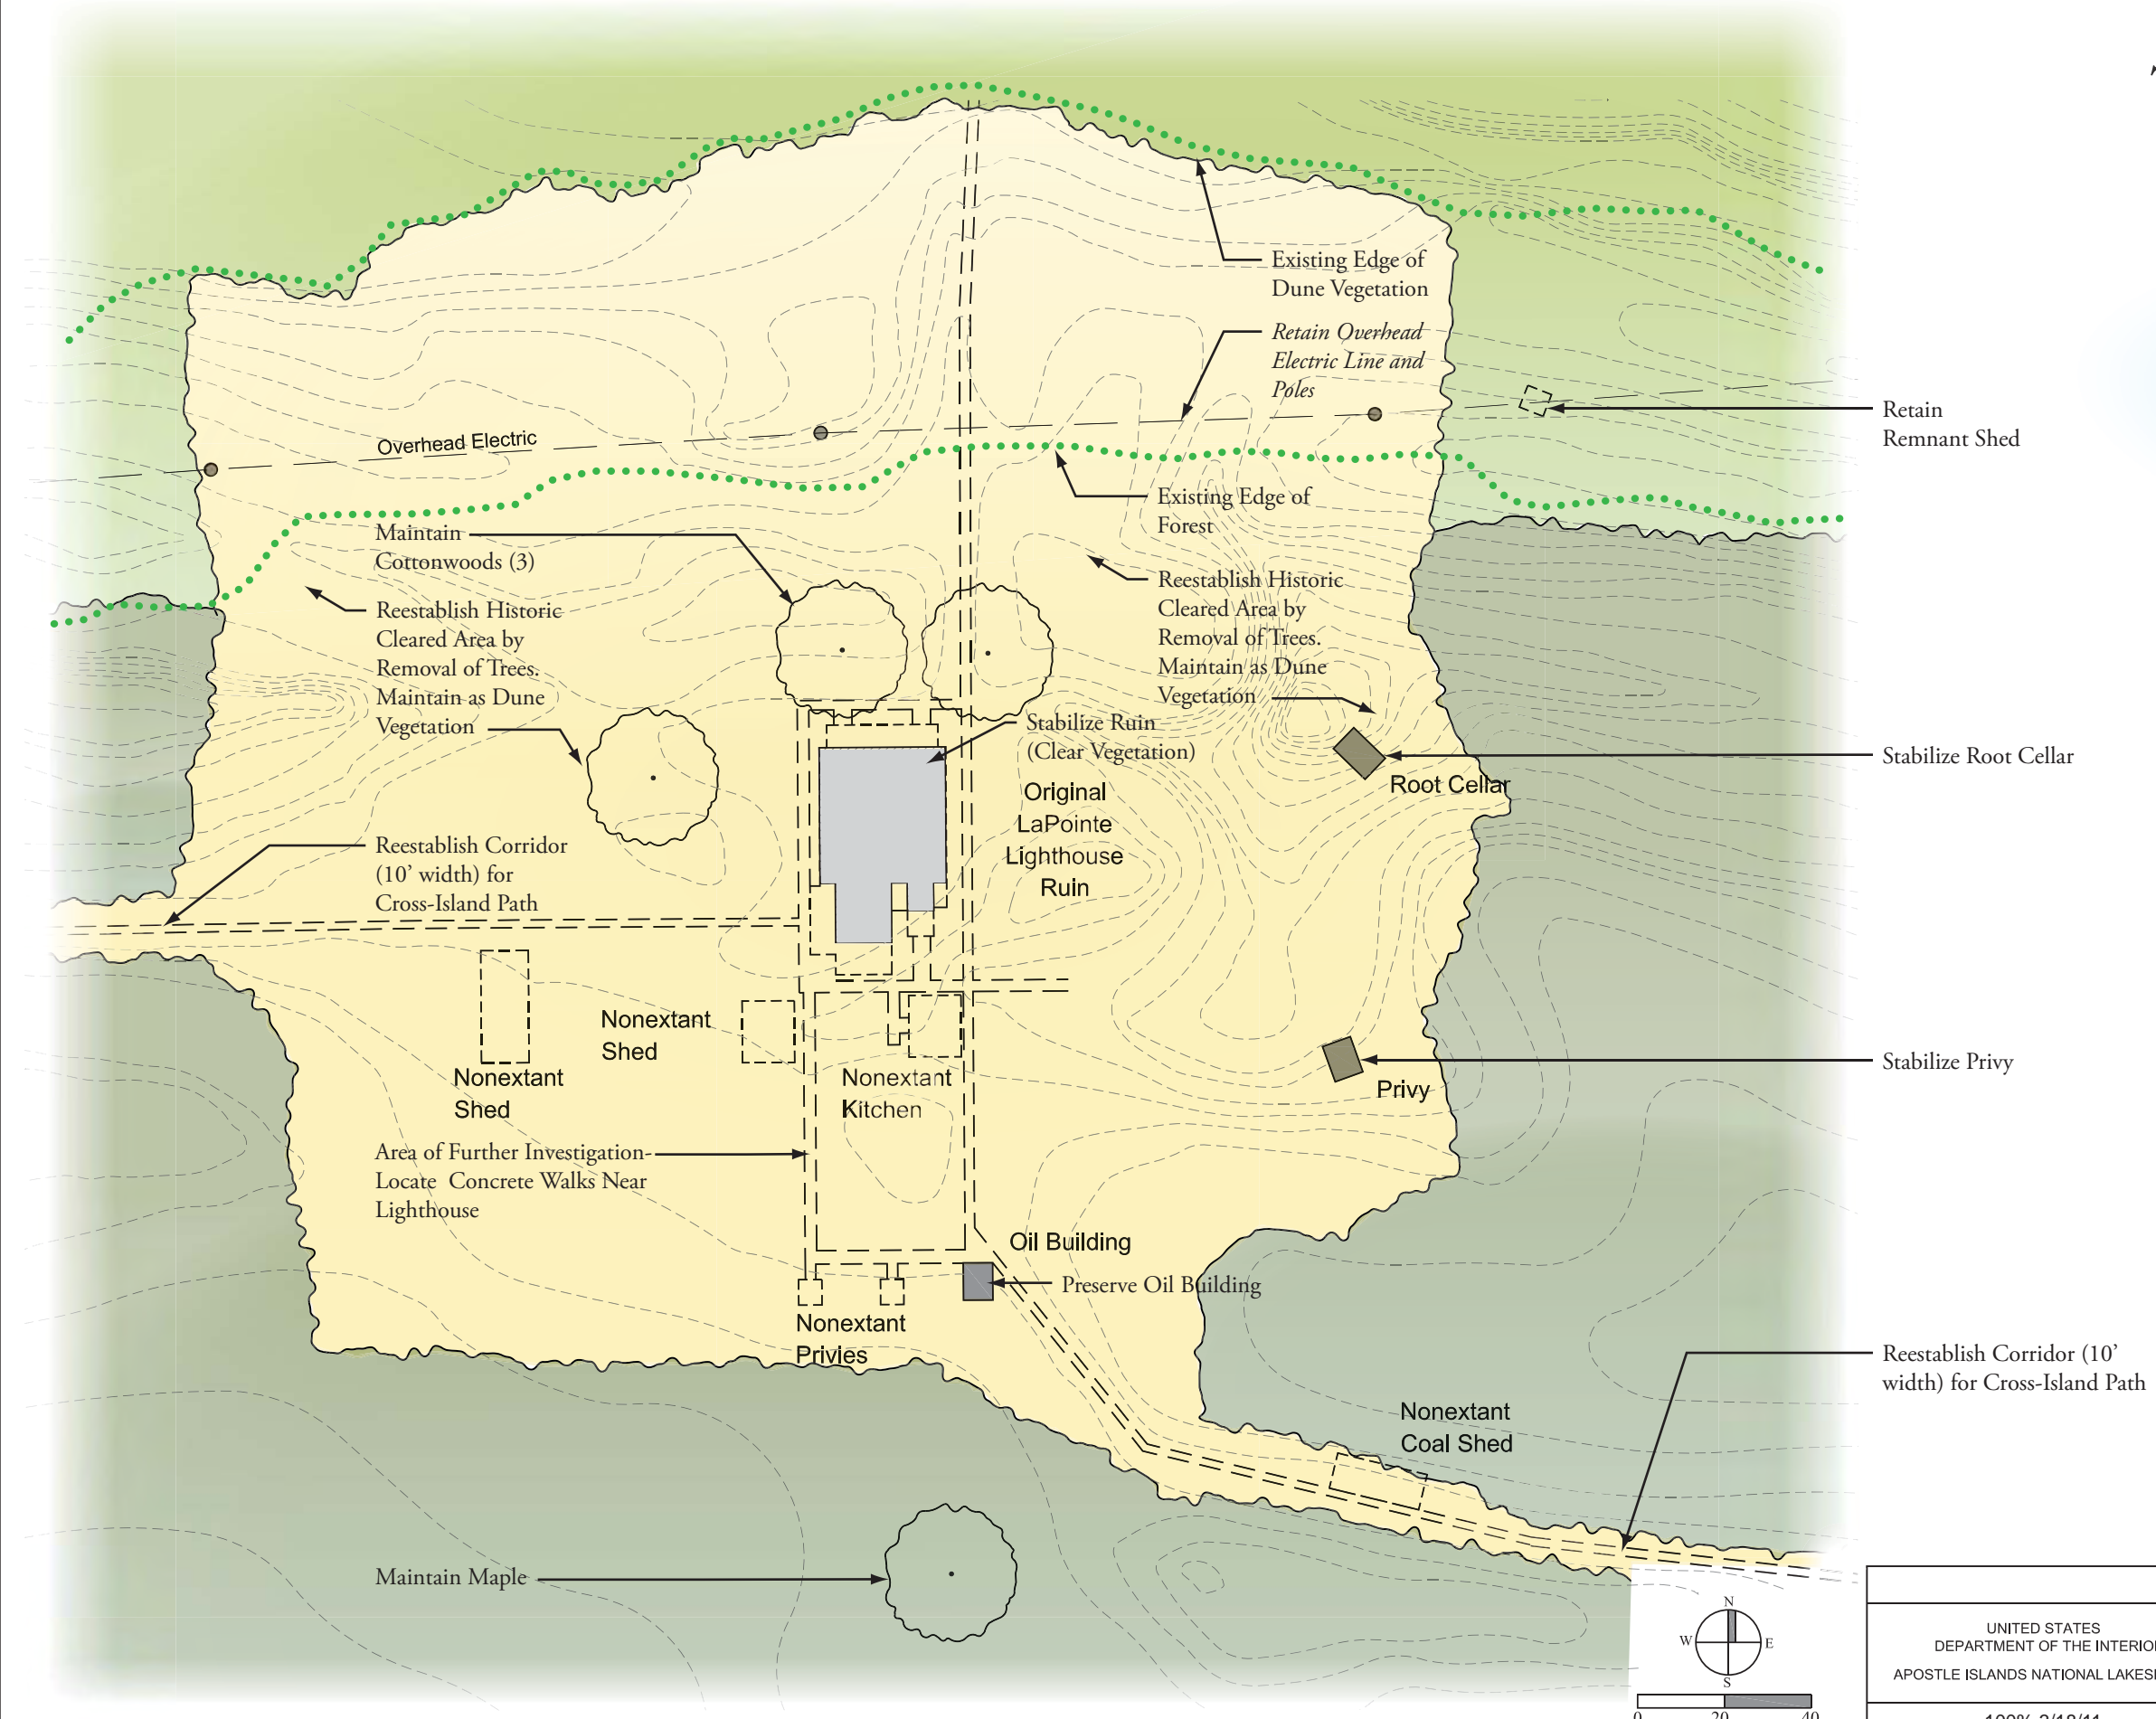 Existing Edge of
Dune Vegetation
Retain Overhead
Electric Line and
Poles
Retain
Remnant Shed
Overhead Electric
Existing Edge of
Forest
Maintain
Cottonwoods (3)
Reestablish Historic
Cleared Area by
Removal of Trees.
Maintain as Dune
Vegetation
Reestablish Historic
Cleared Area by
Removal of Trees.
Maintain as Dune
Vegetation
Stabilize Ruin
(Clear Vegetation)
Stabilize Root Cellar
Root Cellar
Original
LaPointe
Lighthouse
Ruin
Reestablish Corridor
(10’ width) for
Cross-Island Path
Nonextant
Shed
Nonextant
Shed
Nonextant
Kitchen
Stabilize Privy
Privy
Area of Further Investigation-
Locate Concrete Walks Near
Lighthouse
Oil Building
Preserve Oil Building
Nonextant
Privies
Reestablish Corridor (10’
width) for Cross-Island Path
Nonextant
Coal Shed
Maintain Maple
N
W E
S
0 20 40
UNITED STATES
DEPARTMENT OF THE INTERIO
APOSTLE ISLANDS NATIONAL LAKES